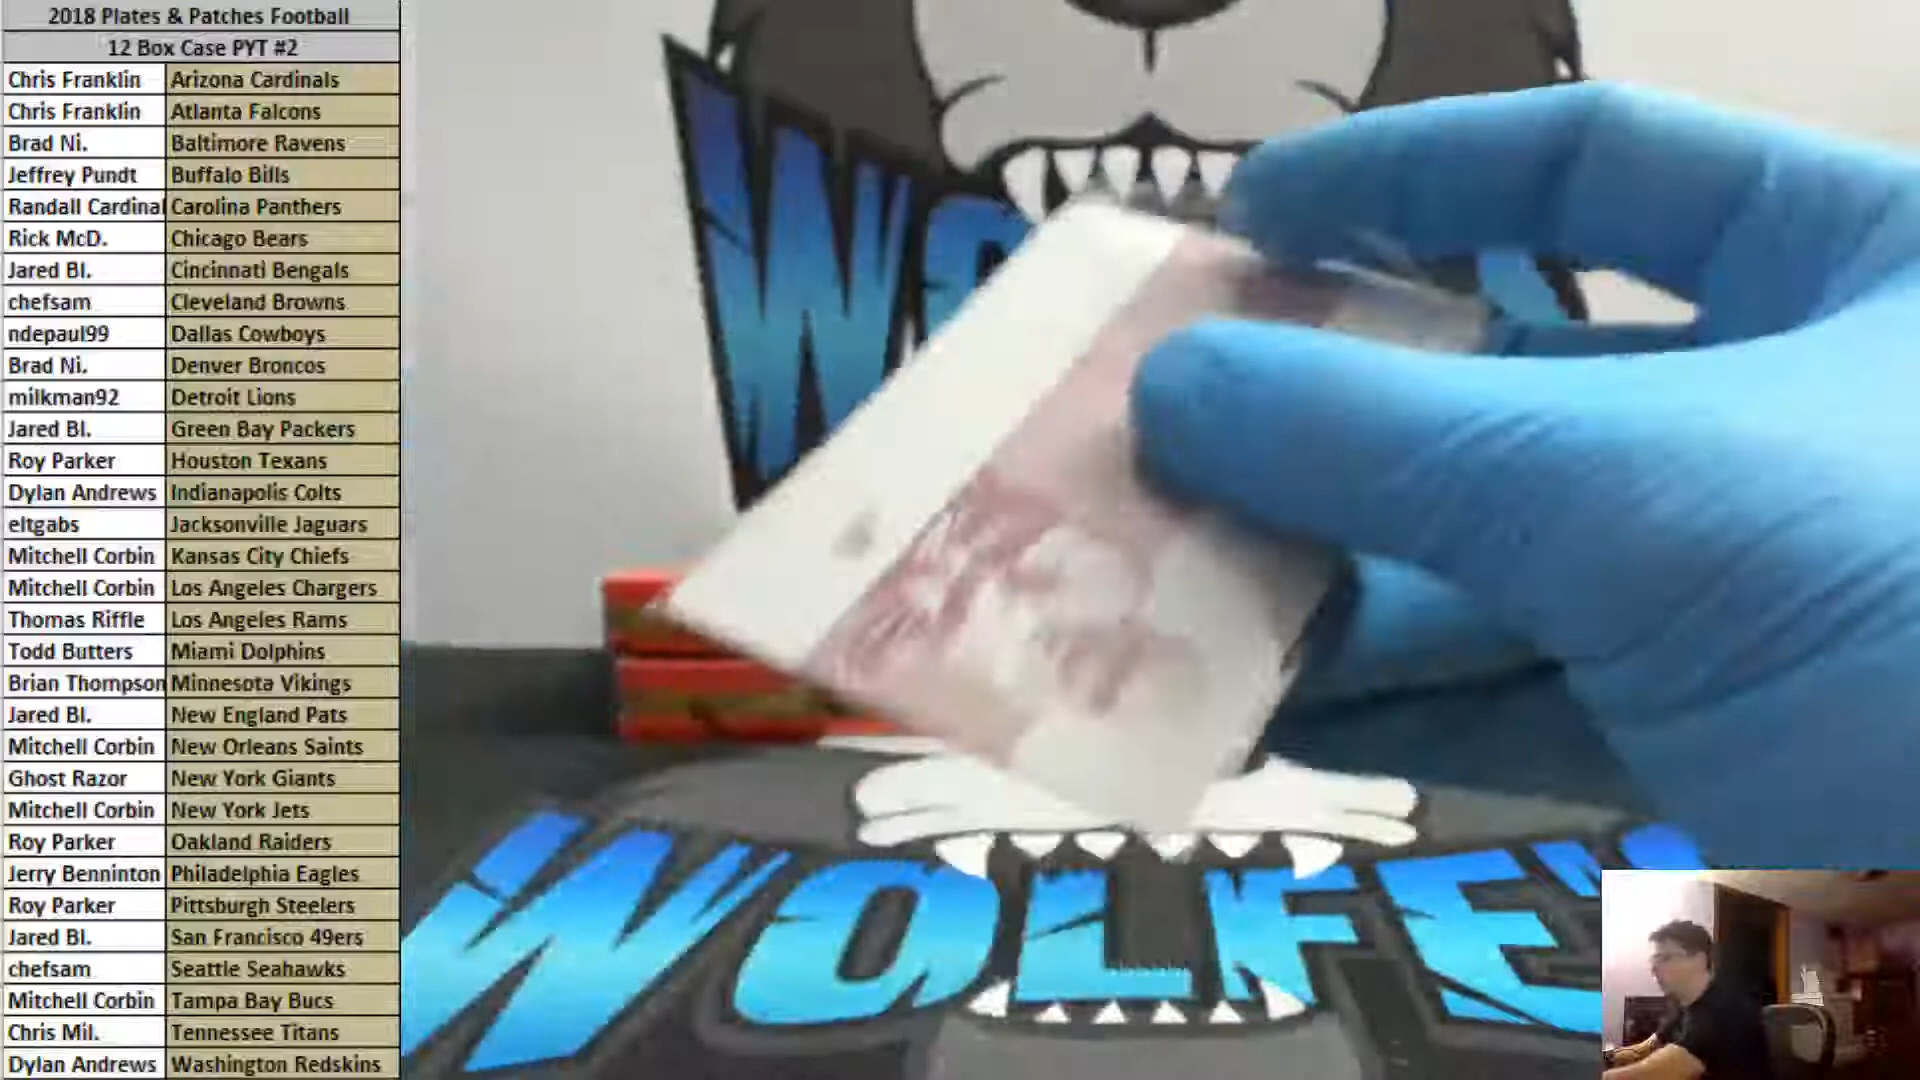 2018 Plates & Patches Football
12 Box Case PYT #2
Chris Franklin Arizona Cardinals
Chris Franklin Atlanta Falcons
Brad Ni. Baltimore Ravens
Jeffrey Pundt Buffalo Bills
Randall Cardinal Carolina Panthers
Rick McD. Chicago Bears
Jared Bl. Cincinnati Bengals
chefsam Cleveland Browns
ndepaul99 Dallas Cowboys
Brad Ni. Denver Broncos
milkman92 Detroit Lions
Jared Bl. Green Bay Packers
Roy Parker Houston Texans
Dylan Andrews Indianapolis Colts
eltgabs Jacksonville Jaguars
Mitchell Corbin Kansas City Chiefs
Mitchell Corbin Los Angeles Chargers
Thomas Riffle Los Angeles Rams
Todd Butters Miami Dolphins
Brian Thompson Minnesota Vikings
Jared Bl. New England Pats
Mitchell Corbin New Orleans Saints
Ghost Razor New York Giants
Mitchell Corbin New York Jets
Roy Parker Oakland Raiders
Jerry Benninton Philadelphia Eagles
Roy Parker Pittsburgh Steelers
Jared Bl. San Francisco 49ers
chefsam Seattle Seahawks
Mitchell Corbin Tampa Bay Bucs
Chris Mil. Tennessee Titans
Dylan Andrews Washington Redskins
WOLFE'